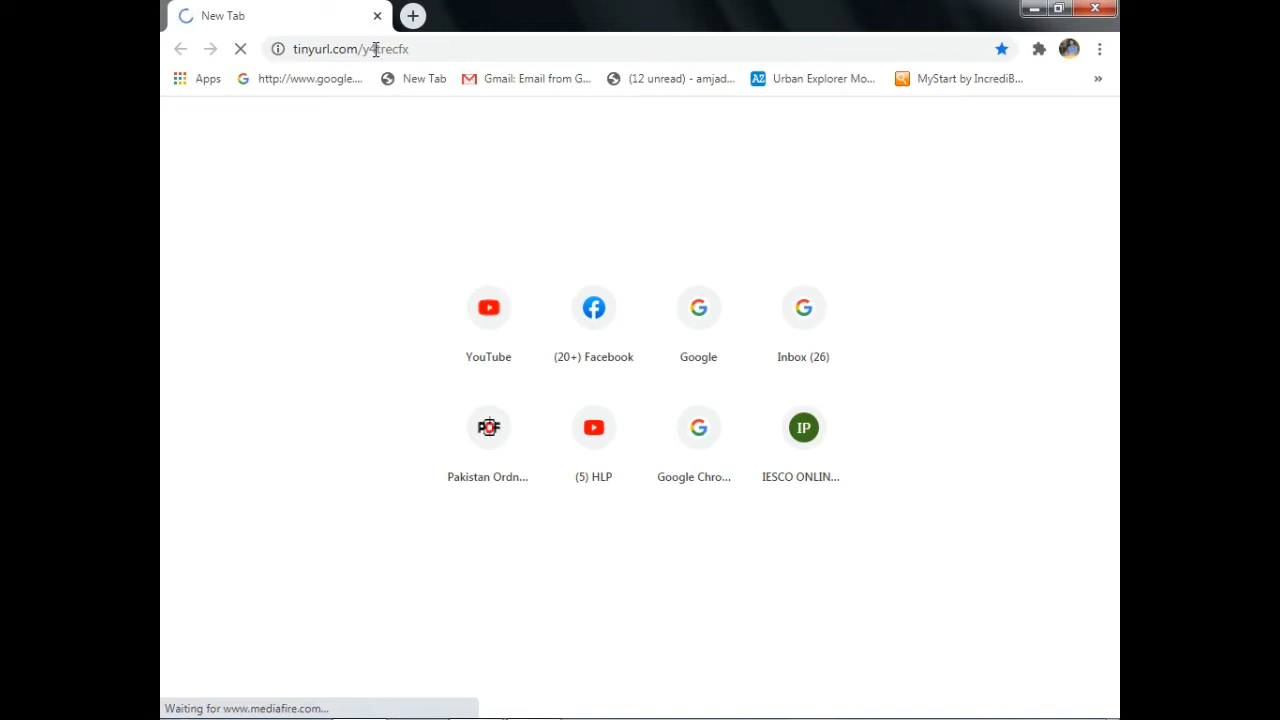 New Tab
tinyurl.com/
Apps
http://www.google....
New Tab
Gmail: Email from G...
(12 unread) - amjad...
Urban Explorer Mo...
MyStart by IncrediB...
»
YouTube
(20+) Facebook
Google
Inbox (26)
POF
IP
Pakistan Ordn...
(5) HLP
Google Chro...
IESCO ONLIN...
Waiting for www.mediafire.com...